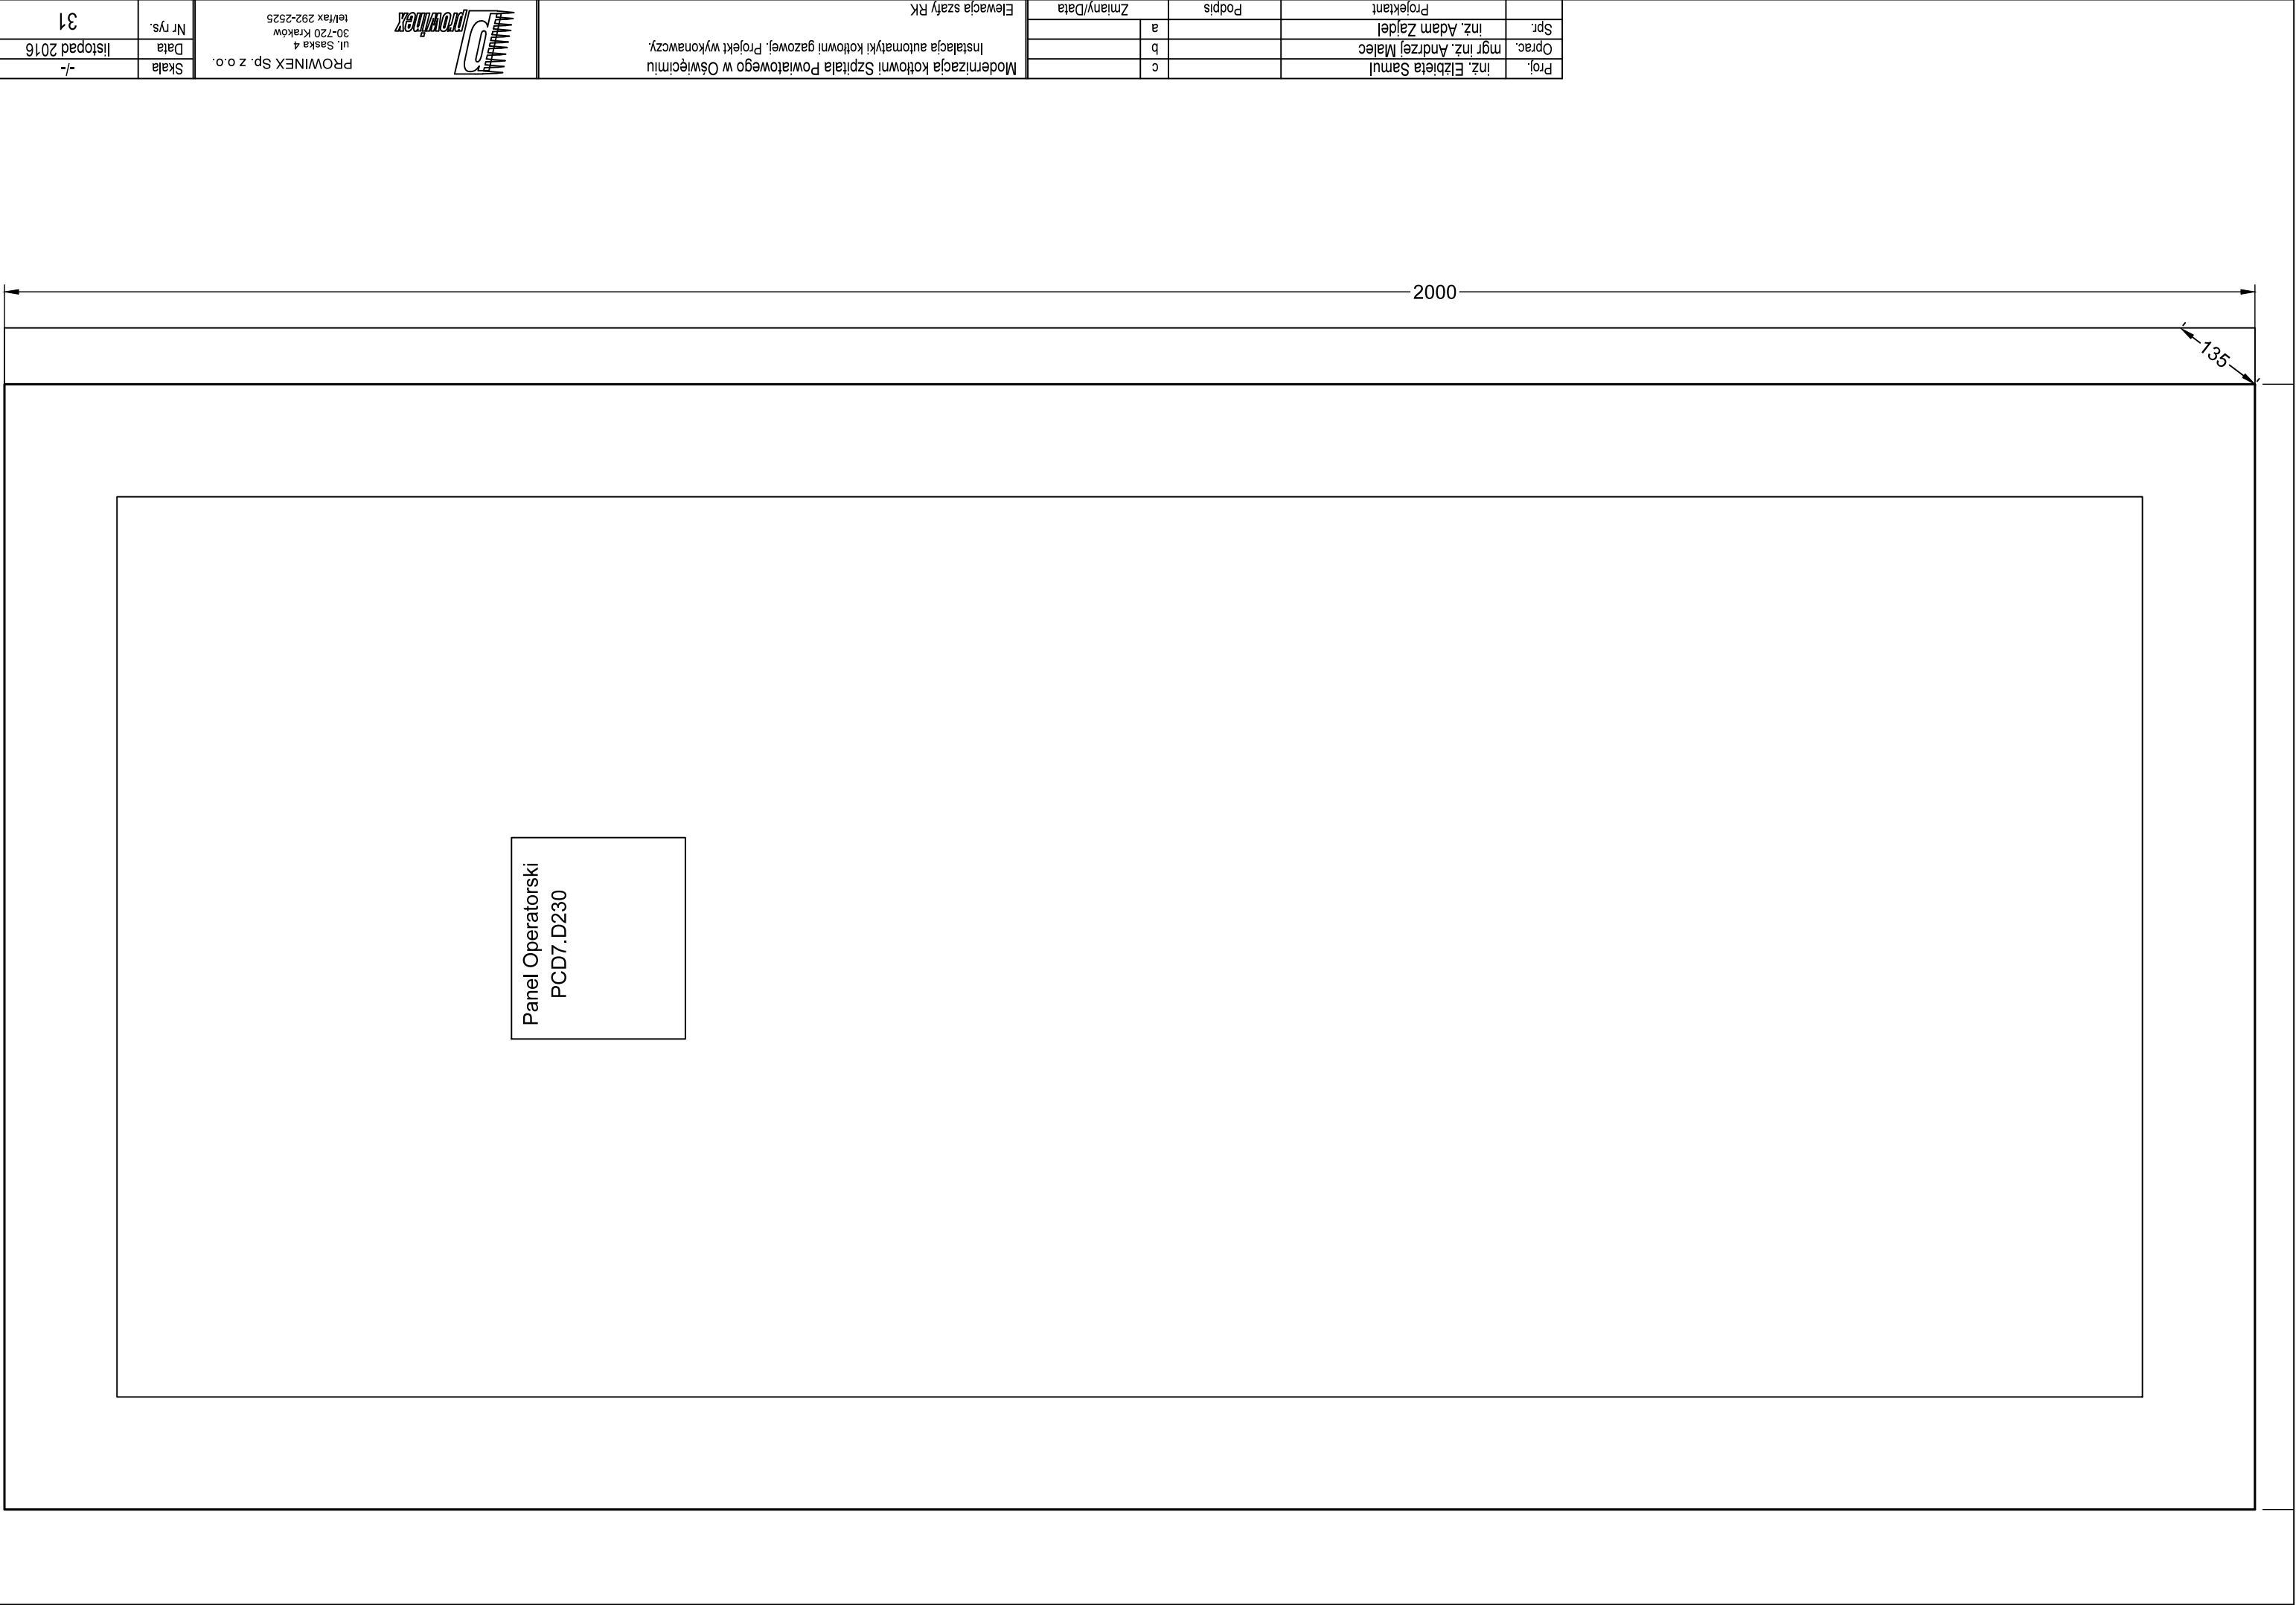 Proj.
inż. Elżbieta Samul
c
Oprac.
mgr inż. Andrzej Malec
b
Spr.
inż. Adam Zajdel
a
Projektant
Podpis
Zmiany/Data
Modernizacja kotłowni Szpitala Powiatowego w Oświęcimiu
Instalacja automatyki kotłowni gazowej. Projekt wykonawczy.
Elewacja szafy RK
prowinex
PROWINEX Sp. z o.o.
ul. Saska 4
30-720 Kraków
tel/fax 292-2525
Skala
-/-
Data
listopad 2016
Nr rys.
31
2000
135
Panel Operatorski
PCD7.D230